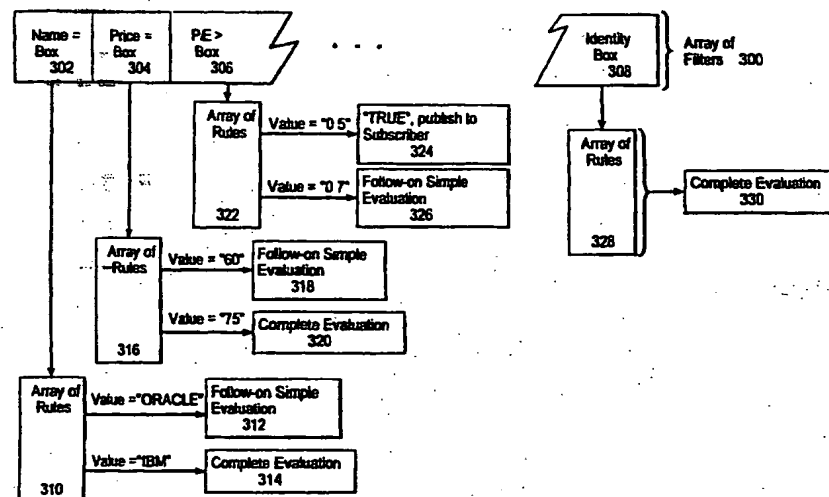 Name =
Box
302
Price =
Box
304
P.E >
Box
306
. . .
Identity
Box
308
Array of
Filters 300
Array of
Rules
322
Value = "0 5"
"TRUE", publish to
Subscriber
324
Value = "0 7"
Follow-on Simple
Evaluation
326
Array of
Rules
328
Complete Evaluation
330
Array of
Rules
316
Value = "60"
Follow-on Simple
Evaluation
318
Value = "75"
Complete Evaluation
320
Array of
Rules
310
Value ="ORACLE"
Follow-on Simple
Evaluation
312
Value ="IBM"
Complete Evaluation
314